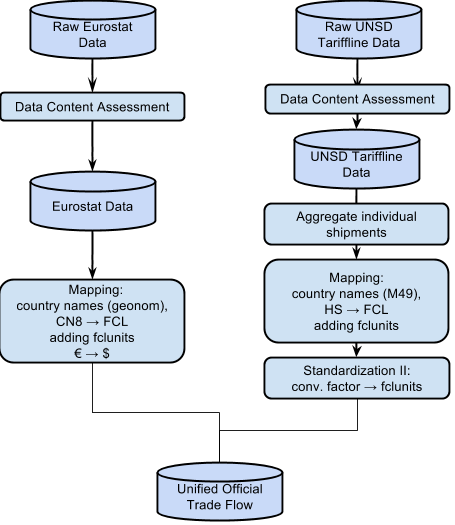 Raw Eurostat
Data
Data Content Assessment
Eurostat Data
Mapping:
country names (geonom),
CN8 → FCL
adding fclunits
€ → $
Raw UNSD
Tariffline Data
Data Content Assessment
UNSD Tariffline
Data
Aggregate individual
shipments
Mapping:
country names (M49),
HS → FCL
adding fclunits
Standardization II:
conv. factor → fclunits
Unified Official
Trade Flow